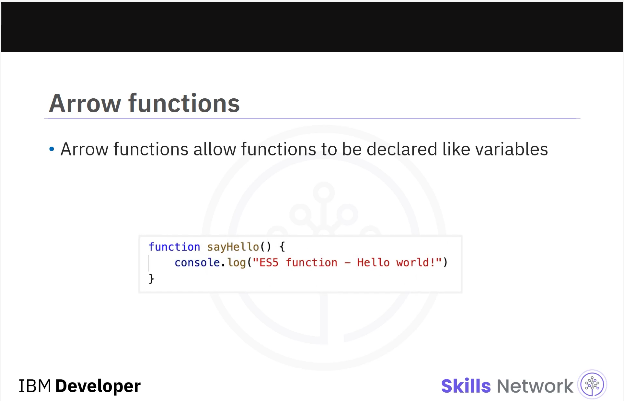 Arrow functions
• Arrow functions allow functions to be declared like variables
function sayHello() {
    console.log("ES5 function - Hello world!")
}
IBM Developer
Skills Network